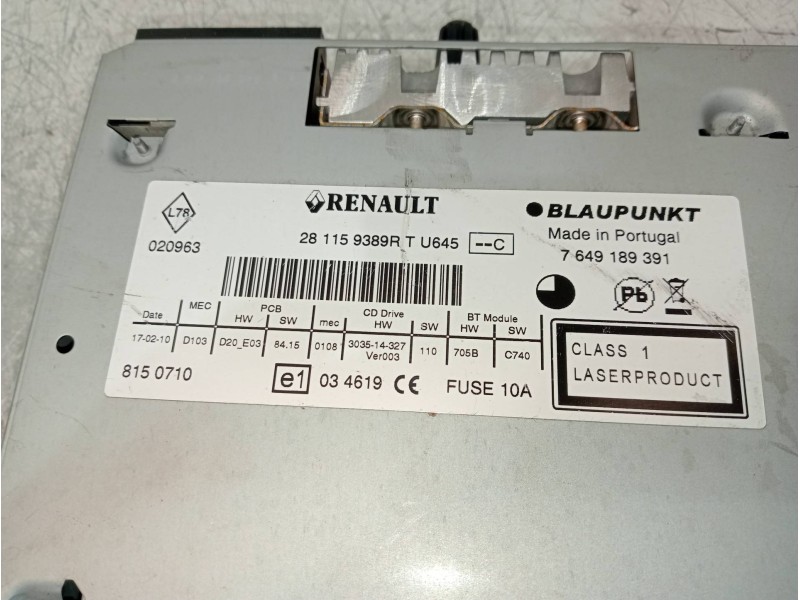 L78
RENAULT
BLAUPUNKT
Made in Portugal
020963
28 115 9389R T U645 --C
7 649 189 391
Pb
Date MEC PCB HW SW mec CD Drive HW SW BT Module HW SW
17-02-10 D103 D20_E03 84.15 0108 3035-14-327 Ver003 110 705B C740
CLASS 1
LASERPRODUCT
815 0710
e1 03 4619 CE FUSE 10A